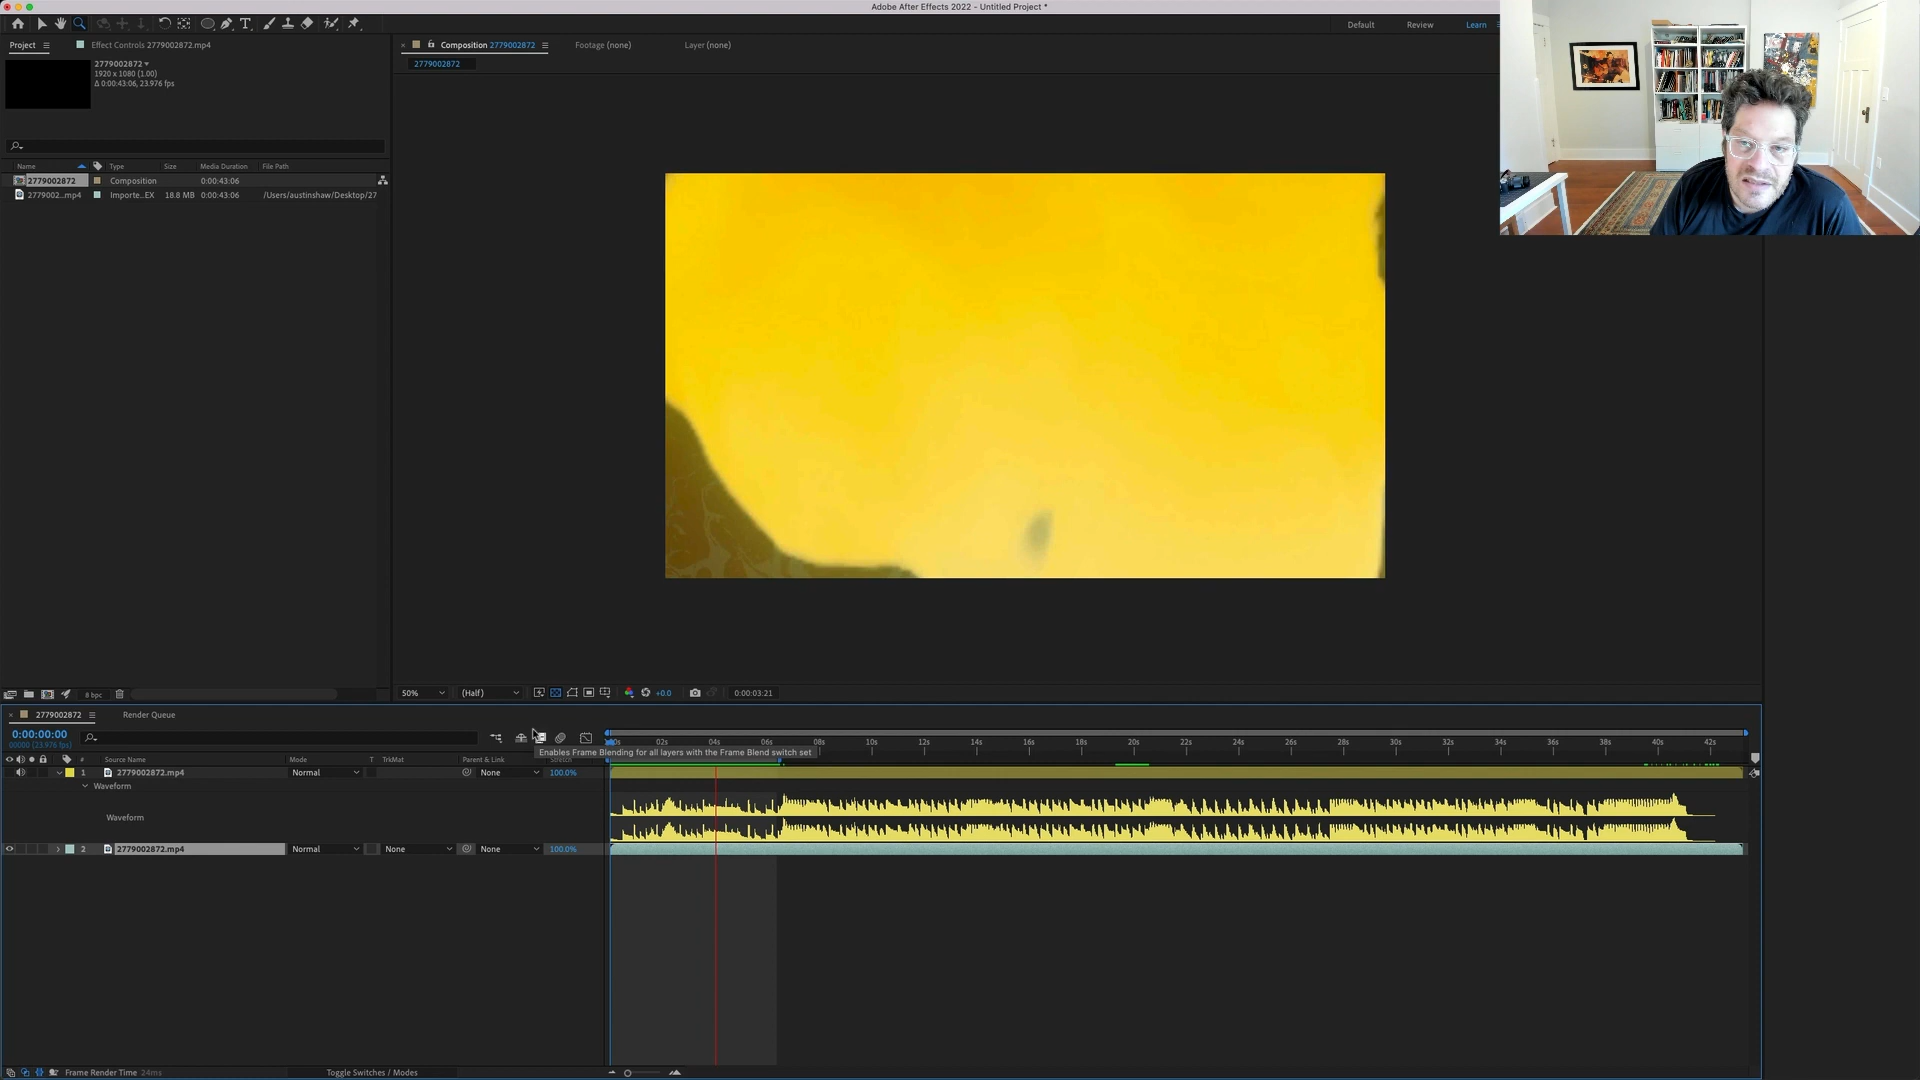 Adobe After Effects 2022 - Untitled Project *
Default
Review
Learn
Project
Effect Controls 2779002872.mp4
Composition 2779002872
Footage (none)
Layer (none)
2779002872
2779002872
1920 x 1080 (1.00)
Δ 0:00:43:06, 23.976 fps
Name
Type
Size
Media Duration
File Path
2779002872
Composition
0:00:43:06
2779002...mp4
Importe...EX
18.8 MB
0:00:43:06
/Users/austinshaw/Desktop/27
8 bpc
50%
(Half)
+0.0
0:00:03:21
2779002872
Render Queue
0:00:00:00
00000 (23.976 fps)
02s 04s 06s 08s 10s 12s 14s 16s 18s 20s 22s 24s 26s 28s 30s 32s 34s 36s 38s 40s 42s
Enables Frame Blending for all layers with the Frame Blend switch set
# Source Name
Mode
T TrkMat
Parent & Link
Stretch
1 2779002872.mp4
Normal
None
100.0%
Waveform
Waveform
2 2779002872.mp4
Normal
None
None
100.0%
Frame Render Time 24ms
Toggle Switches / Modes